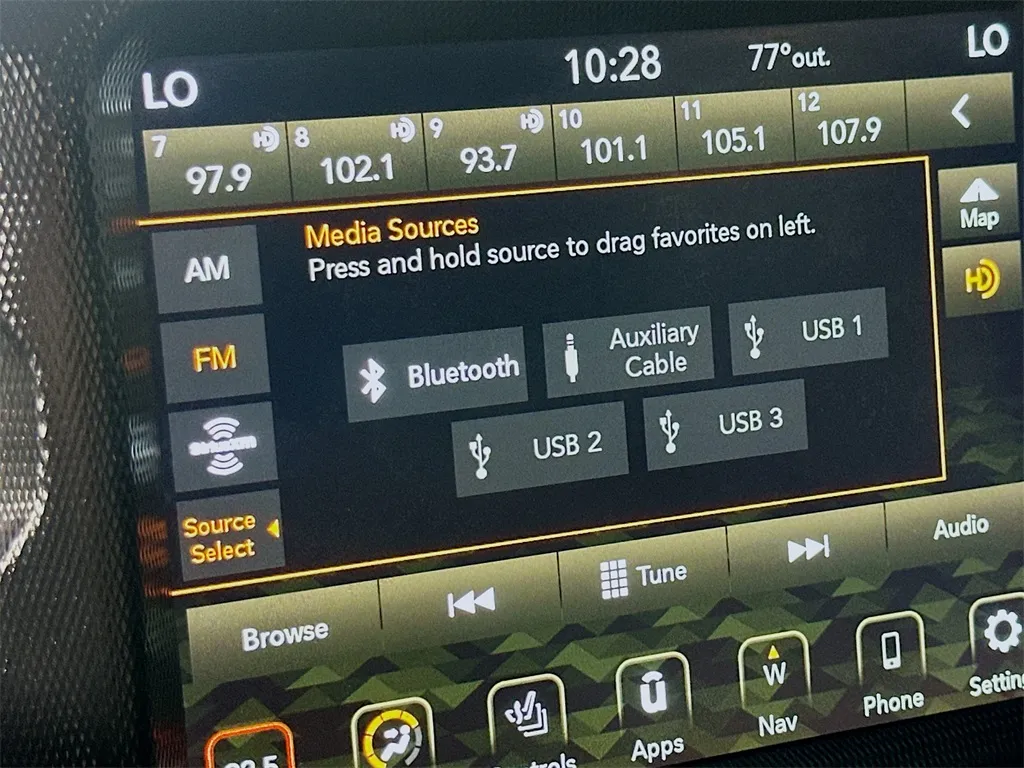 LO
10:28
77° out.
LO
7 97.9
8 102.1
9 93.7
10 101.1
11 105.1
12 107.9
Media Sources
Press and hold source to drag favorites on left.
AM
FM
Source
Select
Bluetooth
Auxiliary
Cable
USB 1
USB 2
USB 3
Map
HD
Browse
Tune
Audio
Apps
W
Nav
Phone